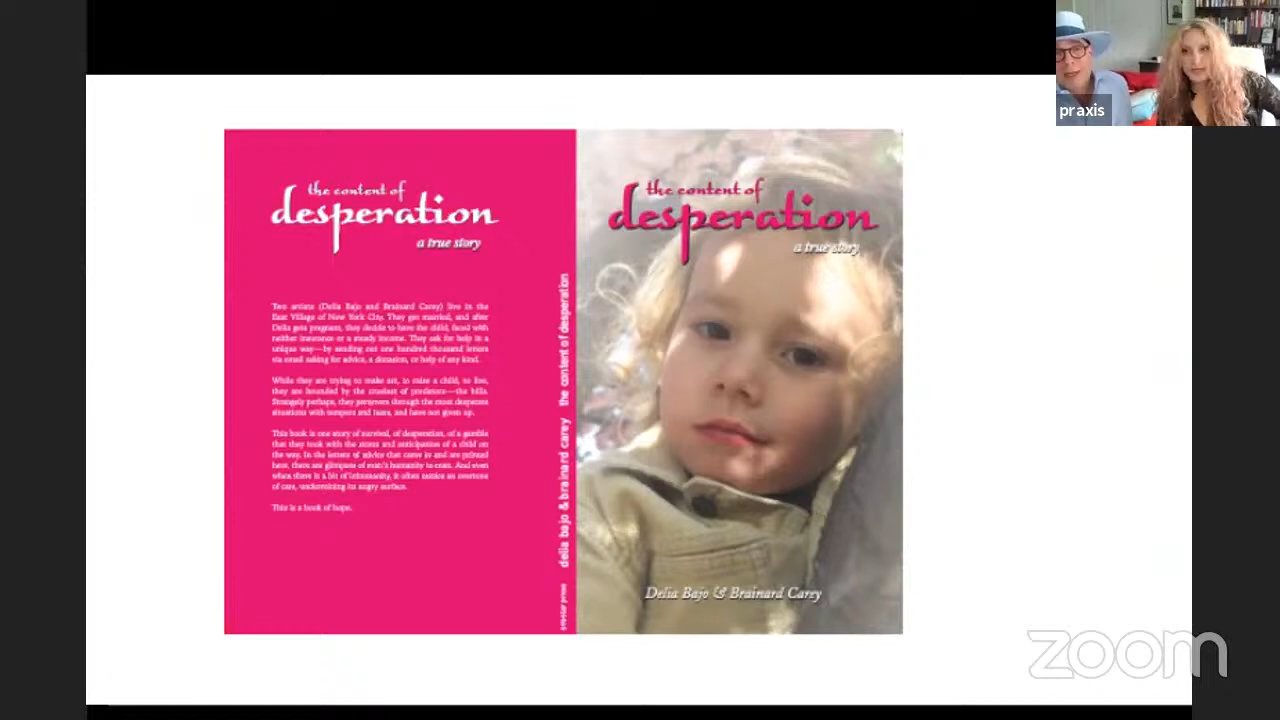 praxis
the content of
desperation
a true story
Two artists (Delia Bajo and Brainard Carey) live in the
East Village of New York City. They get married, and after
Delia gets pregnant, they decide to have the child, faced with
neither insurance or a steady income. They ask for help in a
unique way—by sending out one hundred thousand letters
via email asking for advice, a donation, or help of any kind.
While they are trying to make art, to raise a child, to live,
they are hounded by the cruelest of predators—the bills.
Strangely perhaps, they persevere through the most desperate
situations with tempers and tears, and have not given up.
This book is one story of survival, of desperation, of a gamble
that they took with the stress and anticipation of a child on
the way. In the letters of advice that came in and are printed
here, there are glimpses of man's humanity to man. And even
when there is a bit of inhumanity, it often carries an overtone
of care, undermining its angry surface.
This is a book of hope.
delia bajo & brainard carey the content of desperation
press
the content of
desperation
a true story
Delia Bajo & Brainard Carey
zoom